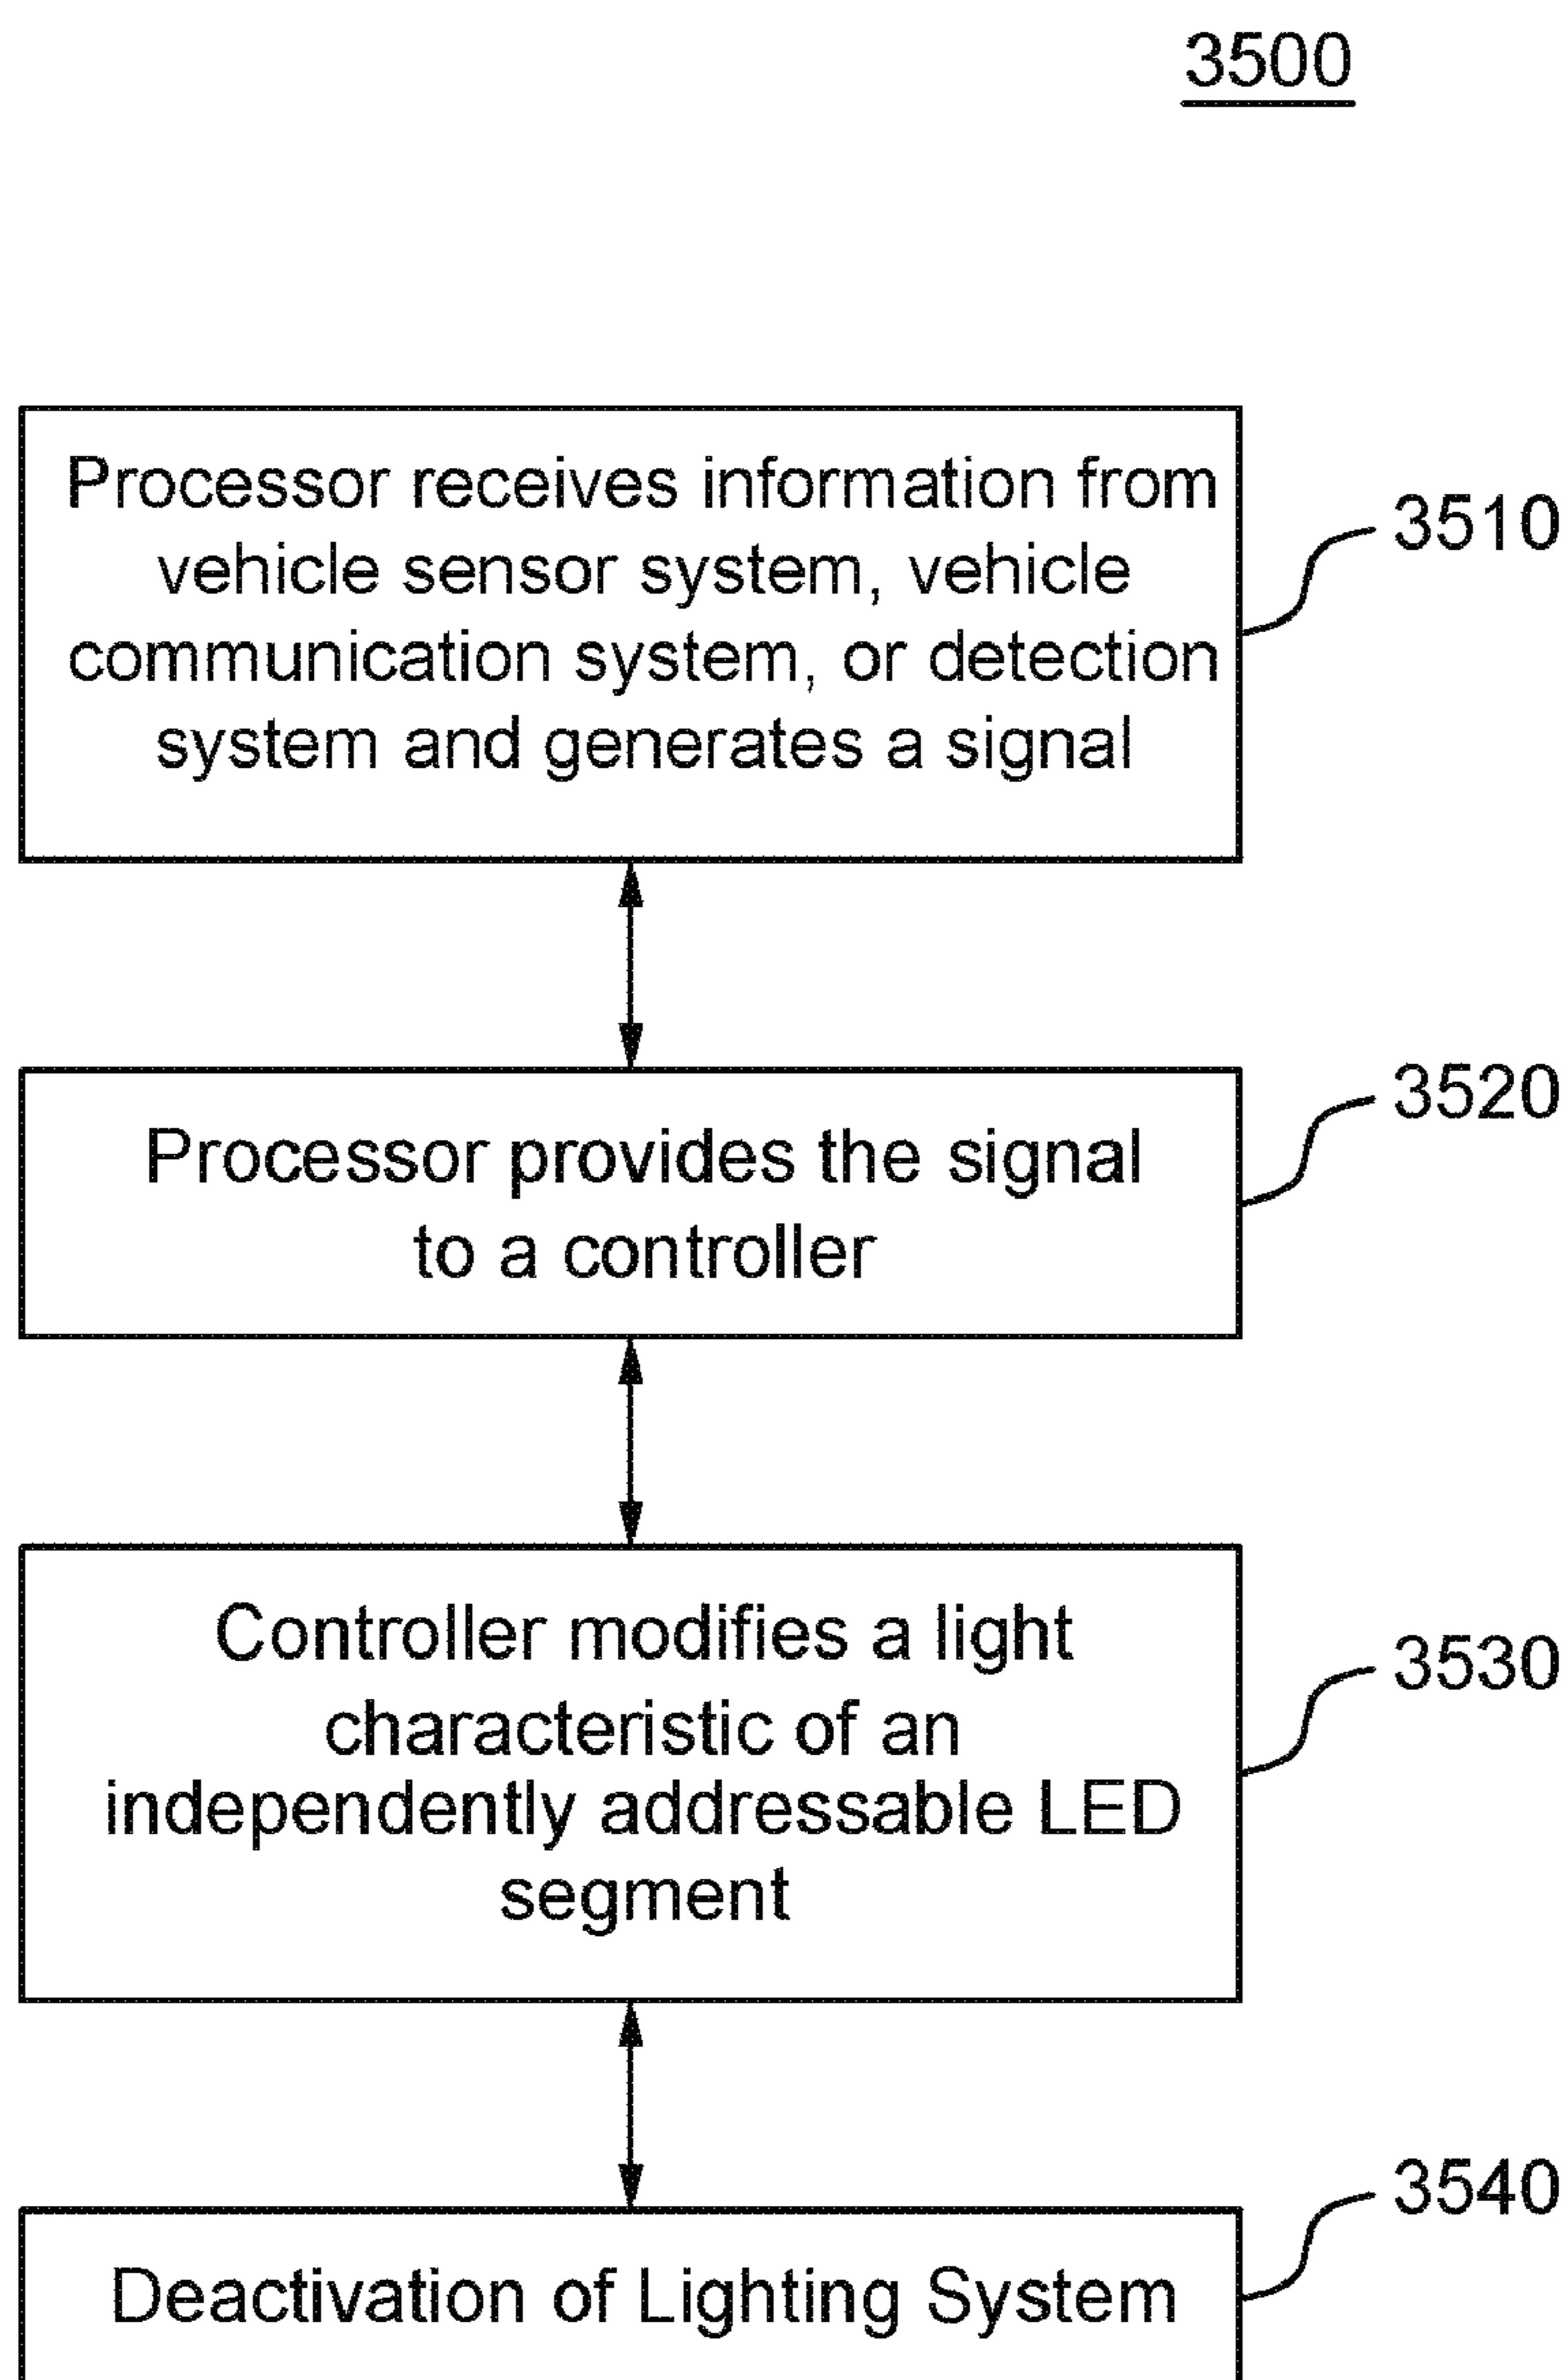 3500
Processor receives information from
vehicle sensor system, vehicle
communication system, or detection
system and generates a signal
3510
Processor provides the signal
to a controller
3520
Controller modifies a light
characteristic of an
independently addressable LED
segment
3530
Deactivation of Lighting System
3540